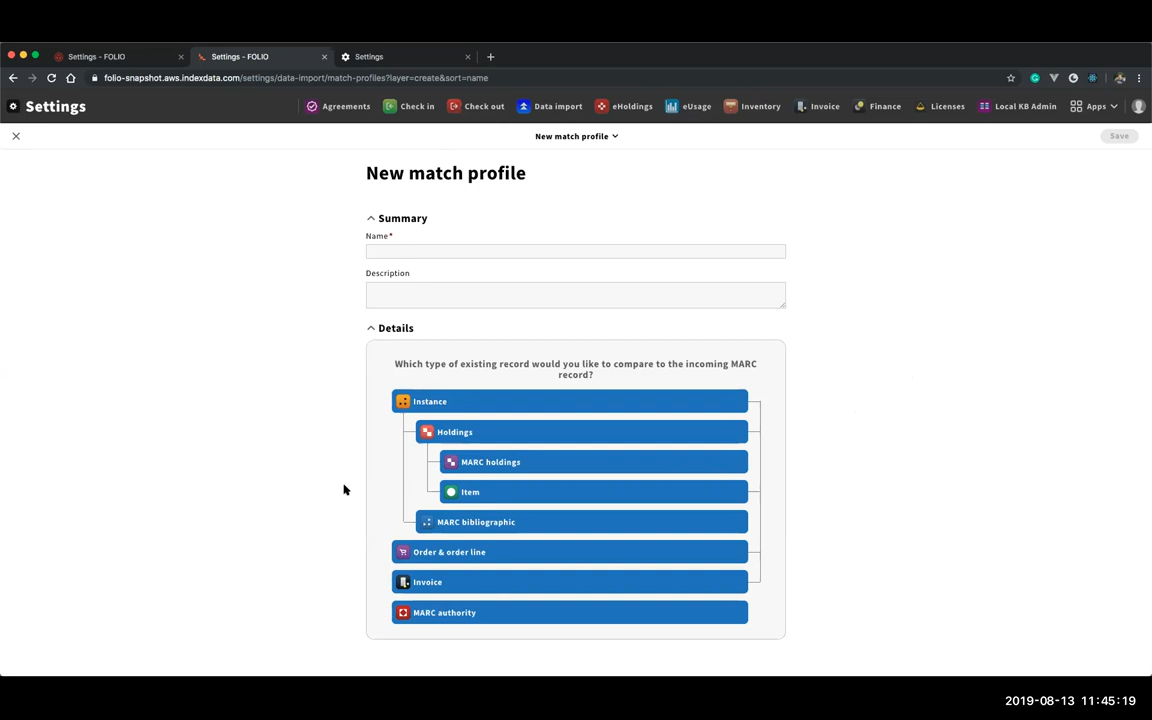 Settings - FOLIO
Settings - FOLIO
Settings
folio-snapshot.aws.indexdata.com/settings/data-import/match-profiles?layer=create&sort=name
Settings
Agreements
Check in
Check out
Data import
eHoldings
eUsage
Inventory
Invoice
Finance
Licenses
Local KB Admin
Apps
New match profile
Save
New match profile
Summary
Name*
Description
Details
Which type of existing record would you like to compare to the incoming MARC
record?
Instance
Holdings
MARC holdings
Item
MARC bibliographic
Order & order line
Invoice
MARC authority
2019-08-13 11:45:19